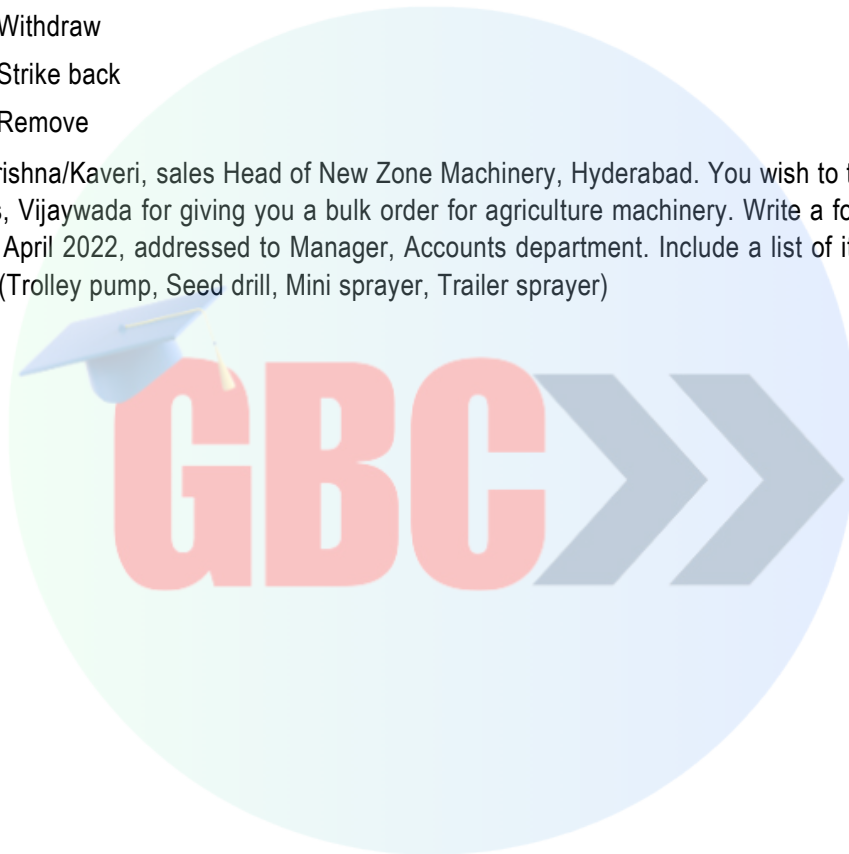 Withdraw
Strike back
Remove
rishna/Kaveri, sales Head of New Zone Machinery, Hyderabad. You wish to
s, Vijaywada for giving you a bulk order for agriculture machinery. Write a
April 2022, addressed to Manager, Accounts department. Include a list of
(Trolley pump, Seed drill, Mini sprayer, Trailer sprayer)
GBC